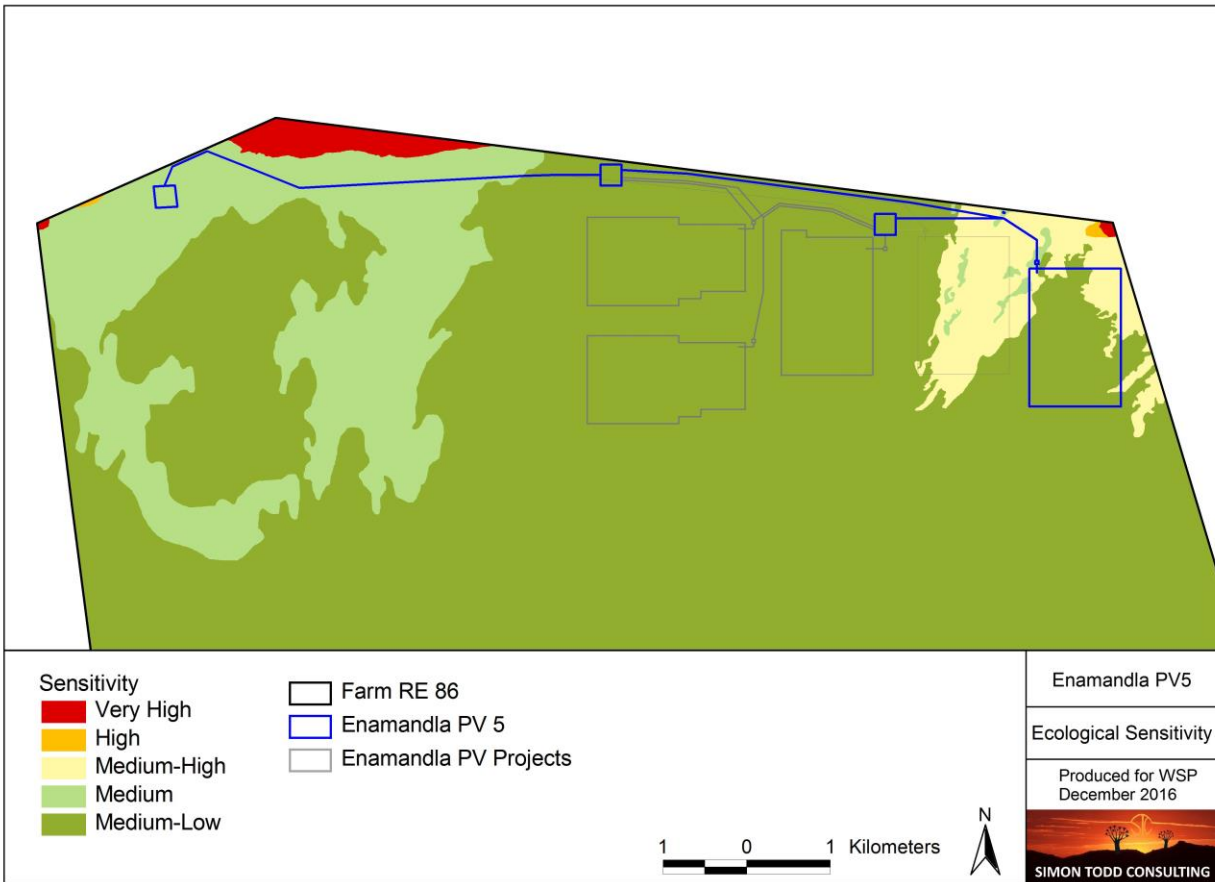 Sensitivity
Very High
High
Medium-High
Medium
Medium-Low
Farm RE 86
Enamandla PV 5
Enamandla PV Projects
1 0 1 Kilometers
N
Enamandla PV5
Ecological Sensitivity
Produced for WSP
December 2016
SIMON TODD CONSULTING